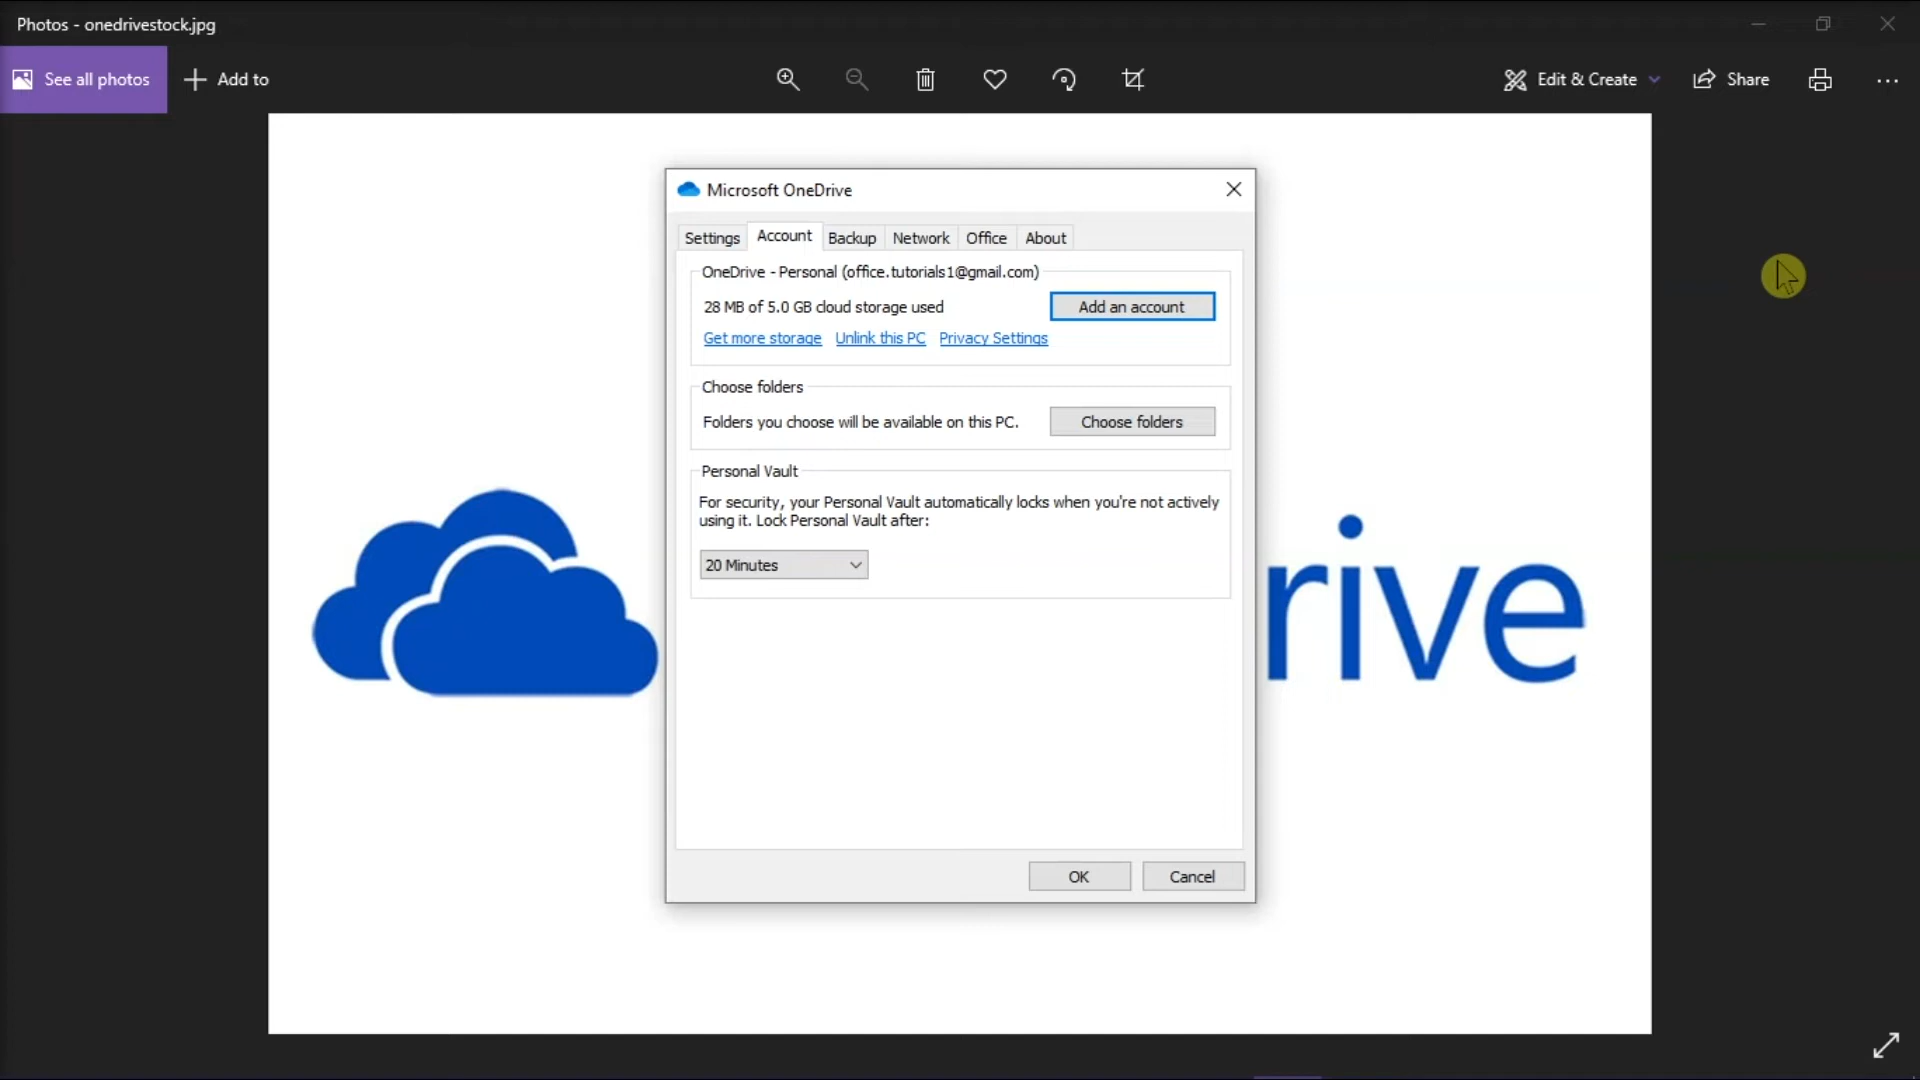 Photos - onedrivestock.jpg
See all photos
Add to
Edit & Create
Share
Microsoft OneDrive
Settings
Account
Backup
Network
Office
About
OneDrive - Personal (office.tutorials1@gmail.com)
28 MB of 5.0 GB cloud storage used
Add an account
Get more storage
Unlink this PC
Privacy Settings
Choose folders
Folders you choose will be available on this PC.
Choose folders
Personal Vault
For security, your Personal Vault automatically locks when you're not actively
using it. Lock Personal Vault after:
20 Minutes
rive
OK
Cancel